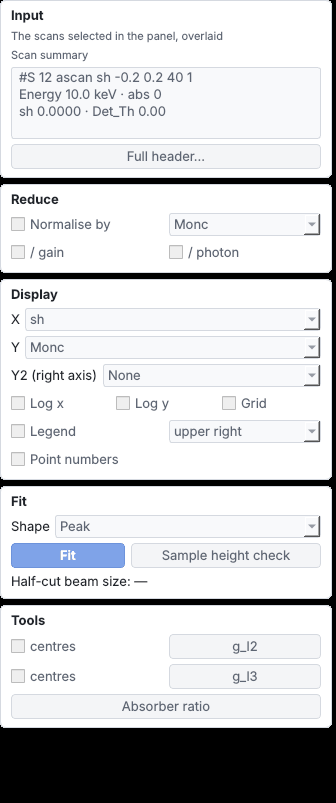 Input
The scans selected in the panel, overlaid
Scan summary
#S 12 ascan sh -0.2 0.2 40 1
Energy 10.0 keV · abs 0
sh 0.0000 · Det_Th 0.00
Full header...
Reduce
Normalise by Monc
/ gain / photon
Display
X sh
Y Monc
Y2 (right axis) None
Log x Log y Grid
Legend upper right
Point numbers
Fit
Shape Peak
Fit Sample height check
Half-cut beam size: —
Tools
centres g_l2
centres g_l3
Absorber ratio